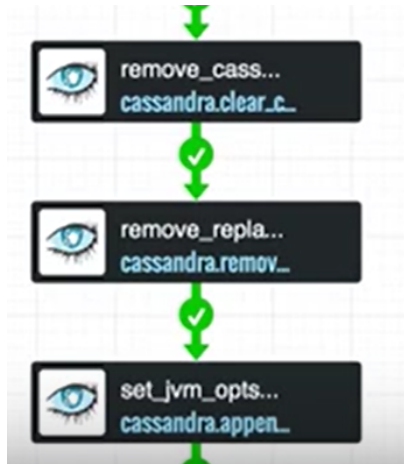 remove_cass...
cassandra.clear_c...
remove_repla...
cassandra.remov...
set_jvm_opts...
cassandra.appen...